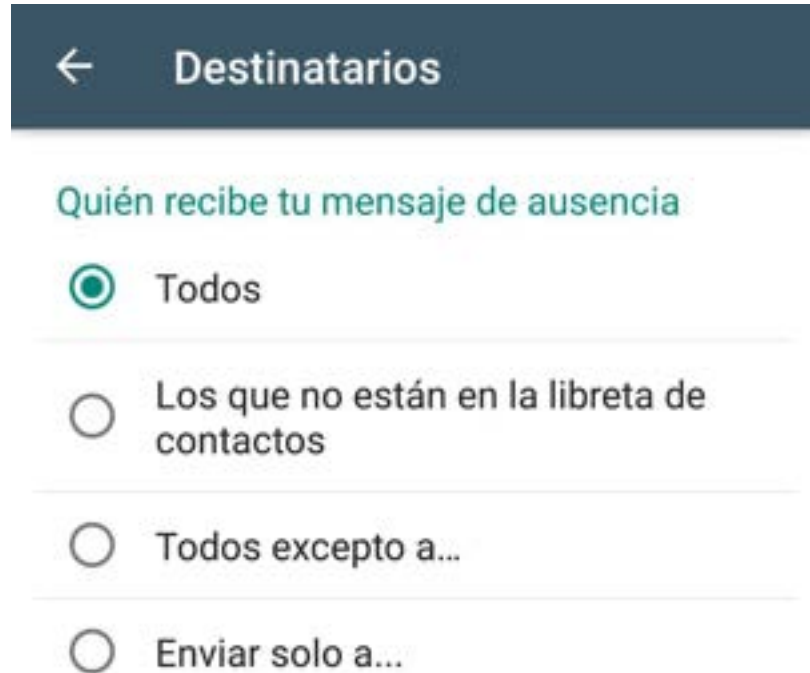 Destinatarios
Quién recibe tu mensaje de ausencia
Todos
Los que no están en la libreta de
contactos
Todos excepto a...
Enviar solo a...